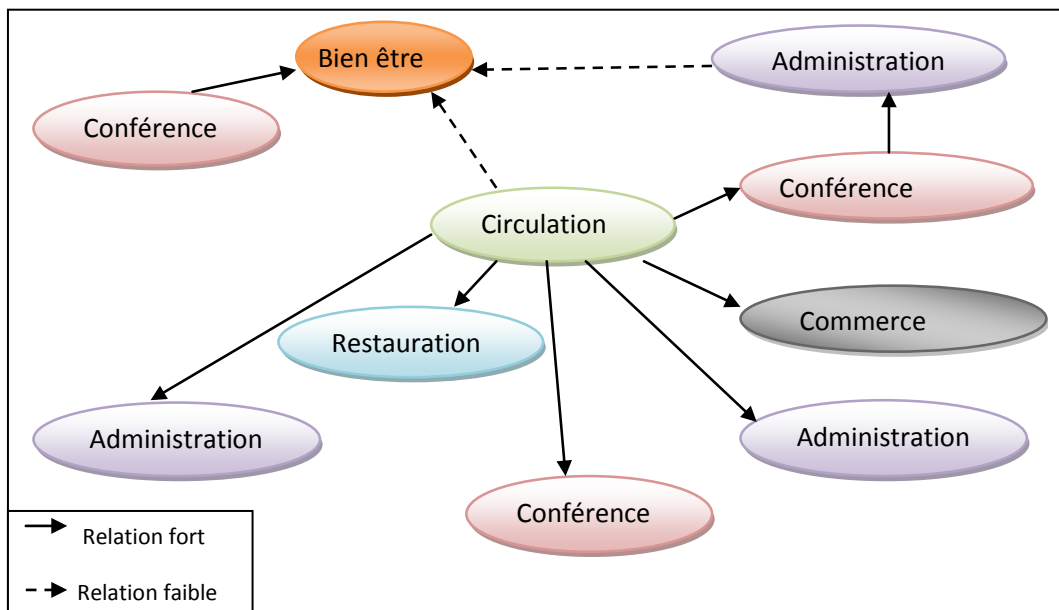 Bien être
Administration
Conférence
Conférence
Circulation
Commerce
Restauration
Administration
Administration
Conférence
Relation fort
Relation faible